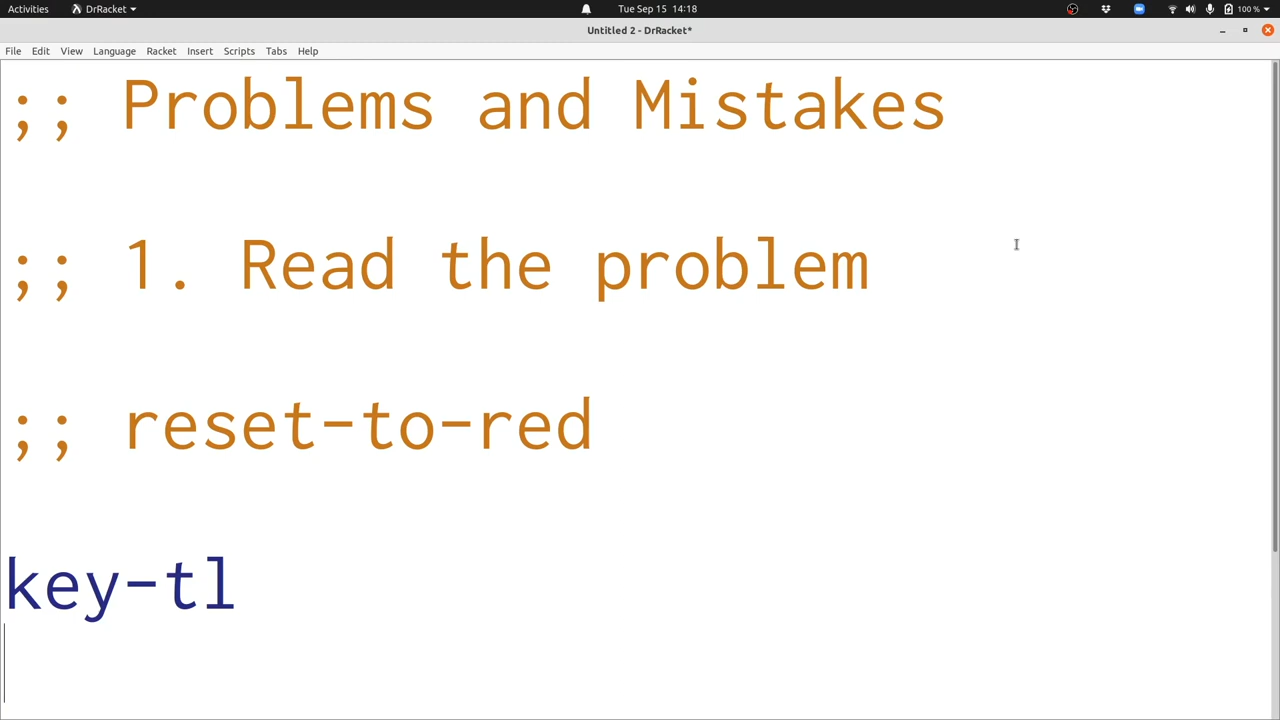 Activities DrRacket Tue Sep 15 14:18 100 %
Untitled 2 - DrRacket*
File Edit View Language Racket Insert Scripts Tabs Help
;; Problems and Mistakes
;; 1. Read the problem
;; reset-to-red
key-tl